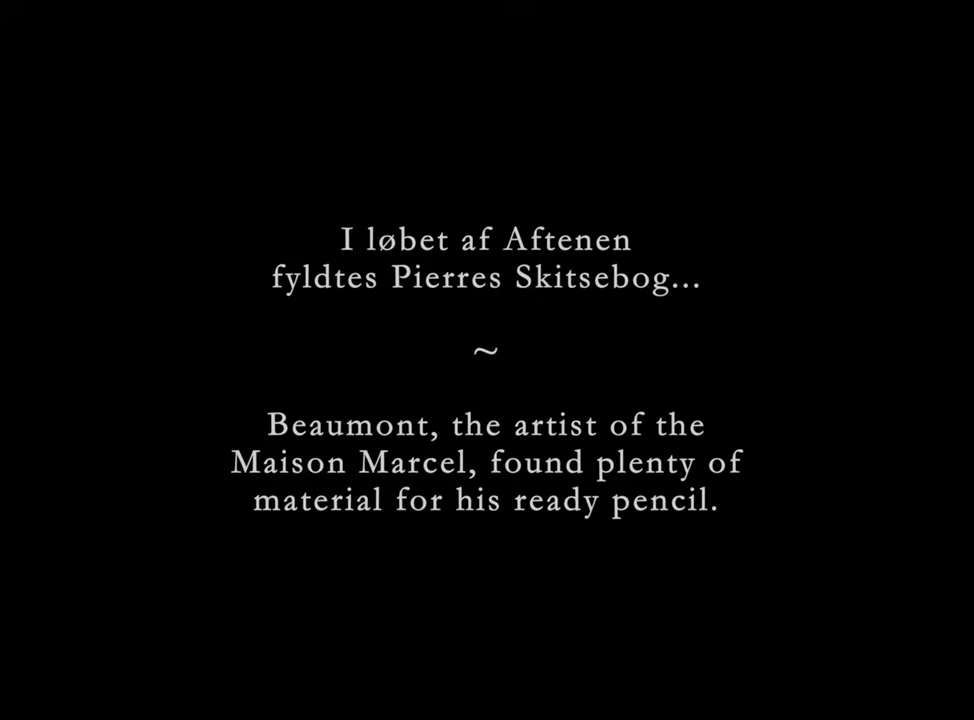 I løbet af Aftenen
fyldtes Pierres Skitsebog...
~
Beaumont, the artist of the
Maison Marcel, found plenty of
material for his ready pencil.